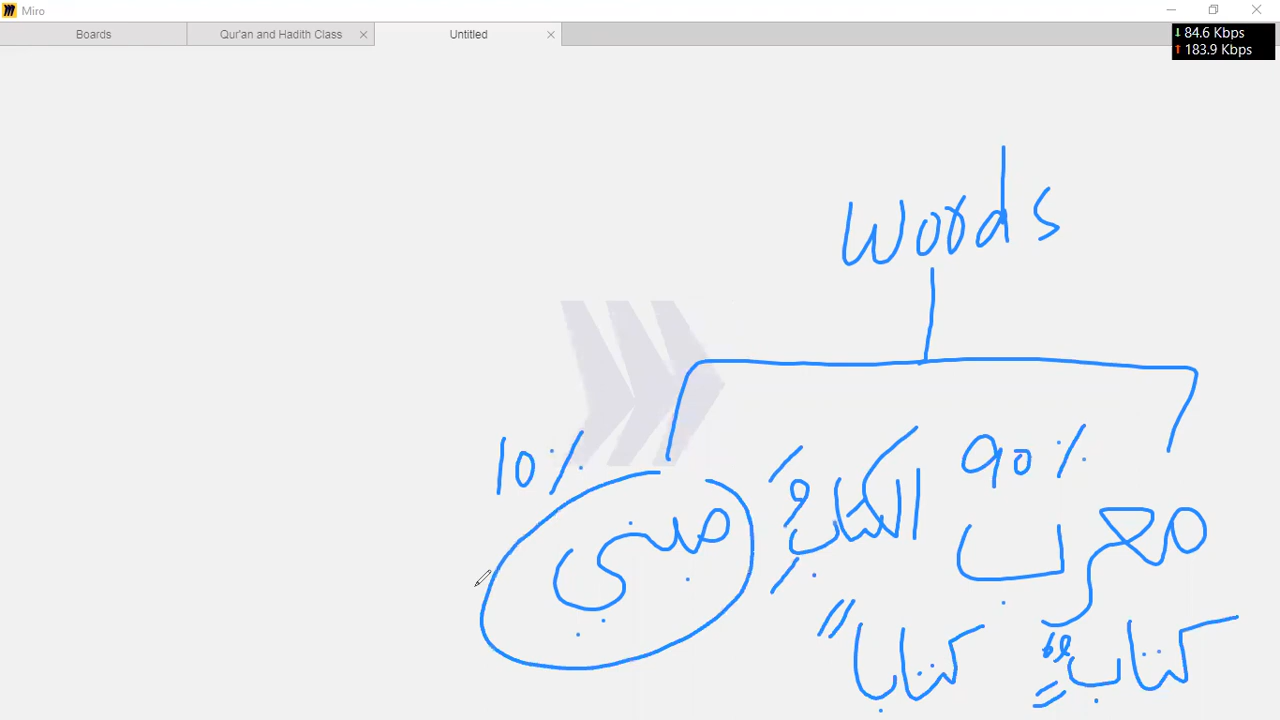 Miro
Boards
Qur'an and Hadith Class
Untitled
84.6 Kbps
183.9 Kbps
Words
10%
90%
الكتاب
معرب
مبني
كتاب
كتاب